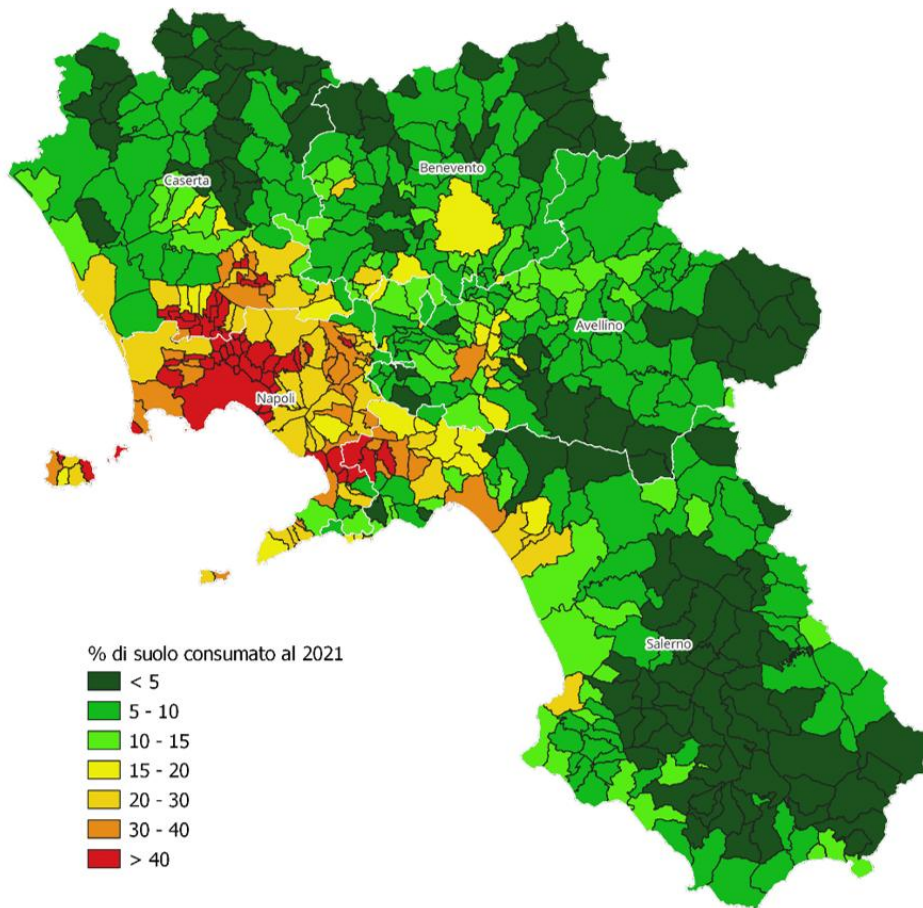 Benevento
Caserta
Avellino
Napoli
Salerno
% di suolo consumato al 2021
< 5
5 - 10
10 - 15
15 - 20
20 - 30
30 - 40
> 40